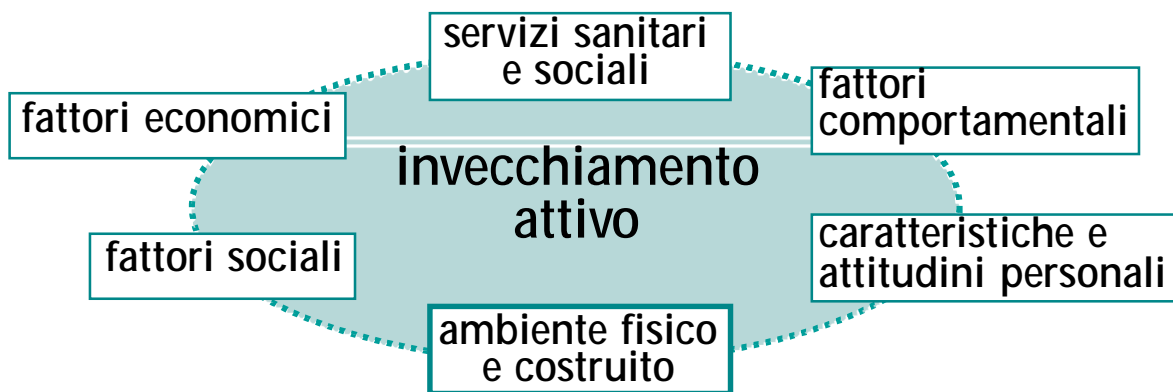 servizi sanitari
e sociali
fattori economici
fattori
comportamentali
invecchiamento
attivo
fattori sociali
caratteristiche e
attitudini personali
ambiente fisico
e costruito